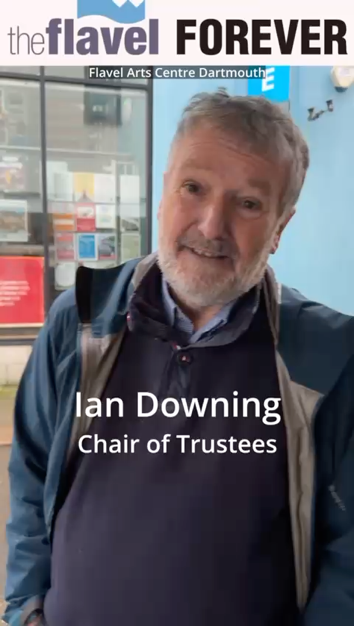 theflavel FOREVER
Flavel Arts Centre Dartmouth
E
Ian Downing
Chair of Trustees